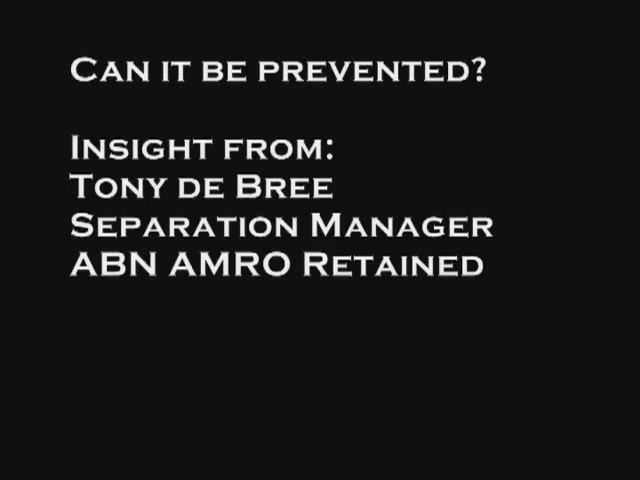 Can it be prevented?
Insight from:
Tony de Bree
Separation Manager
ABN AMRO Retained